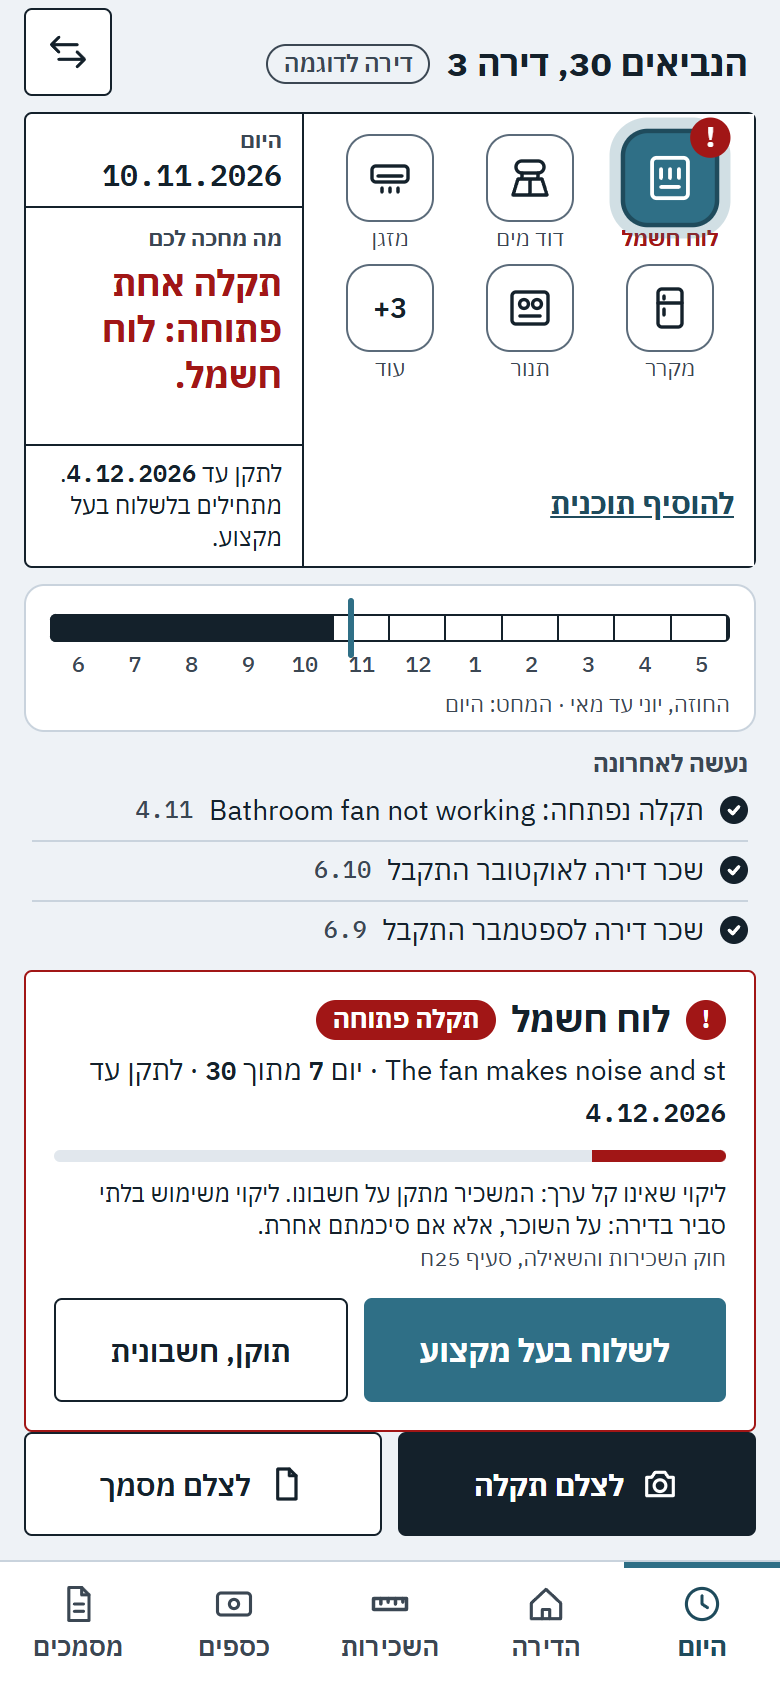 הנביאים 30, דירה 3 דירה לדוגמה
!
לוח חשמל
דוד מים
מזגן
מקרר
תנור
+3
עוד
להוסיף תוכנית
היום
10.11.2026
מה מחכה לכם
תקלה אחת
פתוחה: לוח
חשמל.
לתקן עד 4.12.2026.
מתחילים בלשלוח בעל
מקצוע.
6 7 8 9 10 11 12 1 2 3 4 5
החוזה, יוני עד מאי · המחט: היום
נעשה לאחרונה
תקלה נפתחה: Bathroom fan not working 4.11
שכר דירה לאוקטובר התקבל 6.10
שכר דירה לספטמבר התקבל 6.9
! לוח חשמל תקלה פתוחה
The fan makes noise and st · יום 7 מתוך 30 · לתקן עד
4.12.2026
ליקוי שאינו קל ערך: המשכיר מתקן על חשבונו. ליקוי משימוש בלתי
סביר בדירה: על השוכר, אלא אם סיכמתם אחרת.
חוק השכירות והשאילה, סעיף 25ח
לשלוח בעל מקצוע
תוקן, חשבונית
לצלם תקלה
לצלם מסמך
היום
הדירה
השכירות
כספים
מסמכים